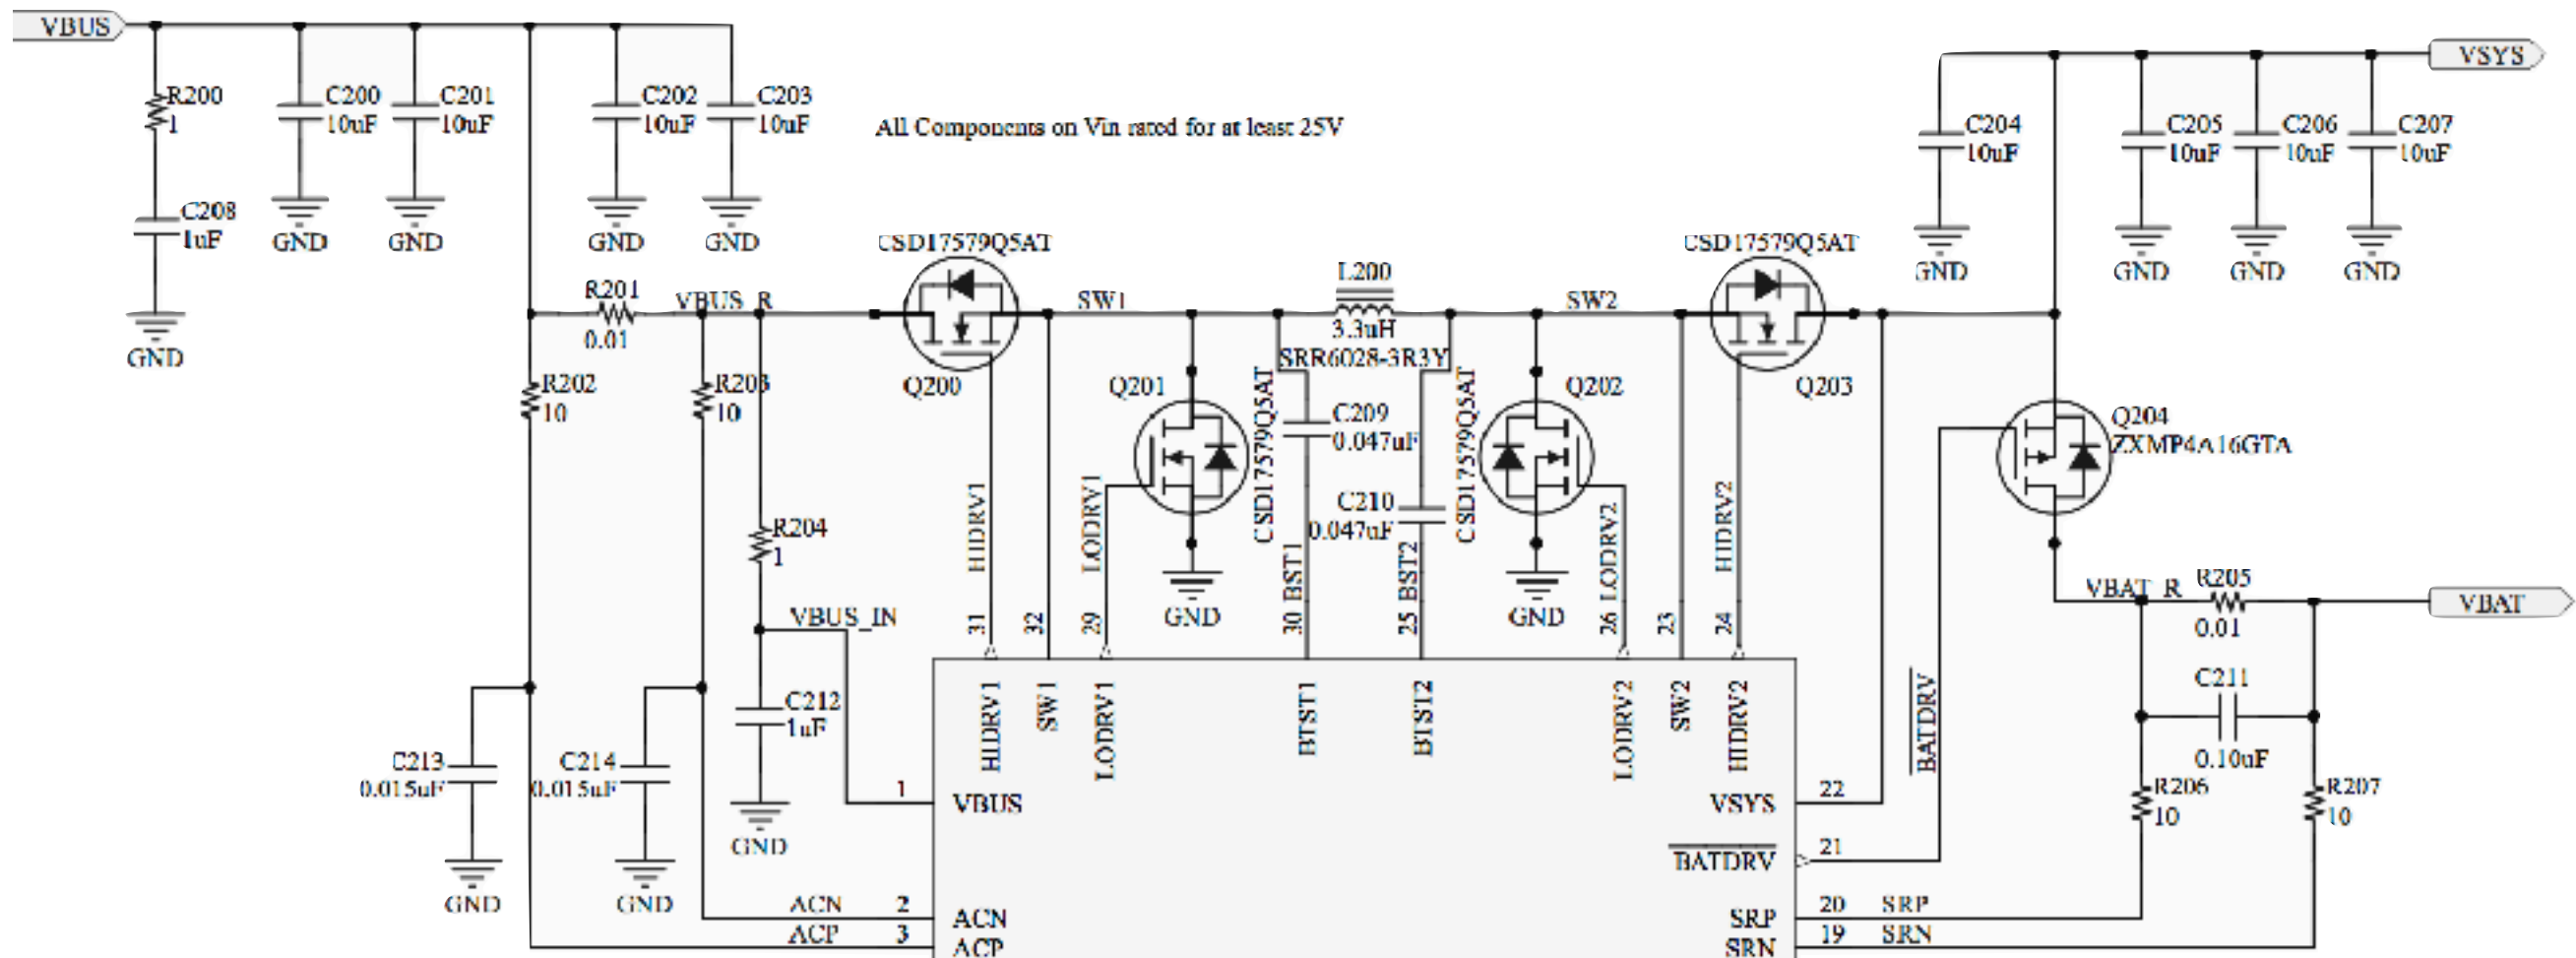 VBUS
VSYS
R200
1
C200
10uF
C201
10uF
C202
10uF
C203
10uF
All Components on Vin rated for at least 25V
C204
10uF
C205
10uF
C206
10uF
C207
10uF
C208
1uF
GND
GND
GND
GND
GND
GND
GND
GND
GND
CSD17579Q5AT
CSD17579Q5AT
R201
0.01
VBUS_R
SW1
L200
3.3uH
SRR6028-3R3Y
SW2
R202
10
R203
10
Q200
Q201
CSD17579Q5AT
C209
0.047uF
C210
0.047uF
CSD17579Q5AT
Q202
Q203
Q204
ZXMP4A16GTA
R204
1
HIDRV1
LODRV1
BST1
BST2
LODRV2
HIDRV2
GND
GND
VBUS_IN
31
32
29
30
25
26
23
24
VBAT_R
R205
0.01
VBAT
C211
0.10uF
R206
10
R207
10
BATDRV
C212
1uF
GND
C213
0.015uF
GND
C214
0.015uF
GND
HIDRV1
SW1
LODRV1
BTST1
BTST2
LODRV2
SW2
HIDRV2
1
VBUS
VSYS
22
BATDRV
21
ACN
2
ACN
SRP
20
SRP
ACP
3
ACP
SRN
19
SRN